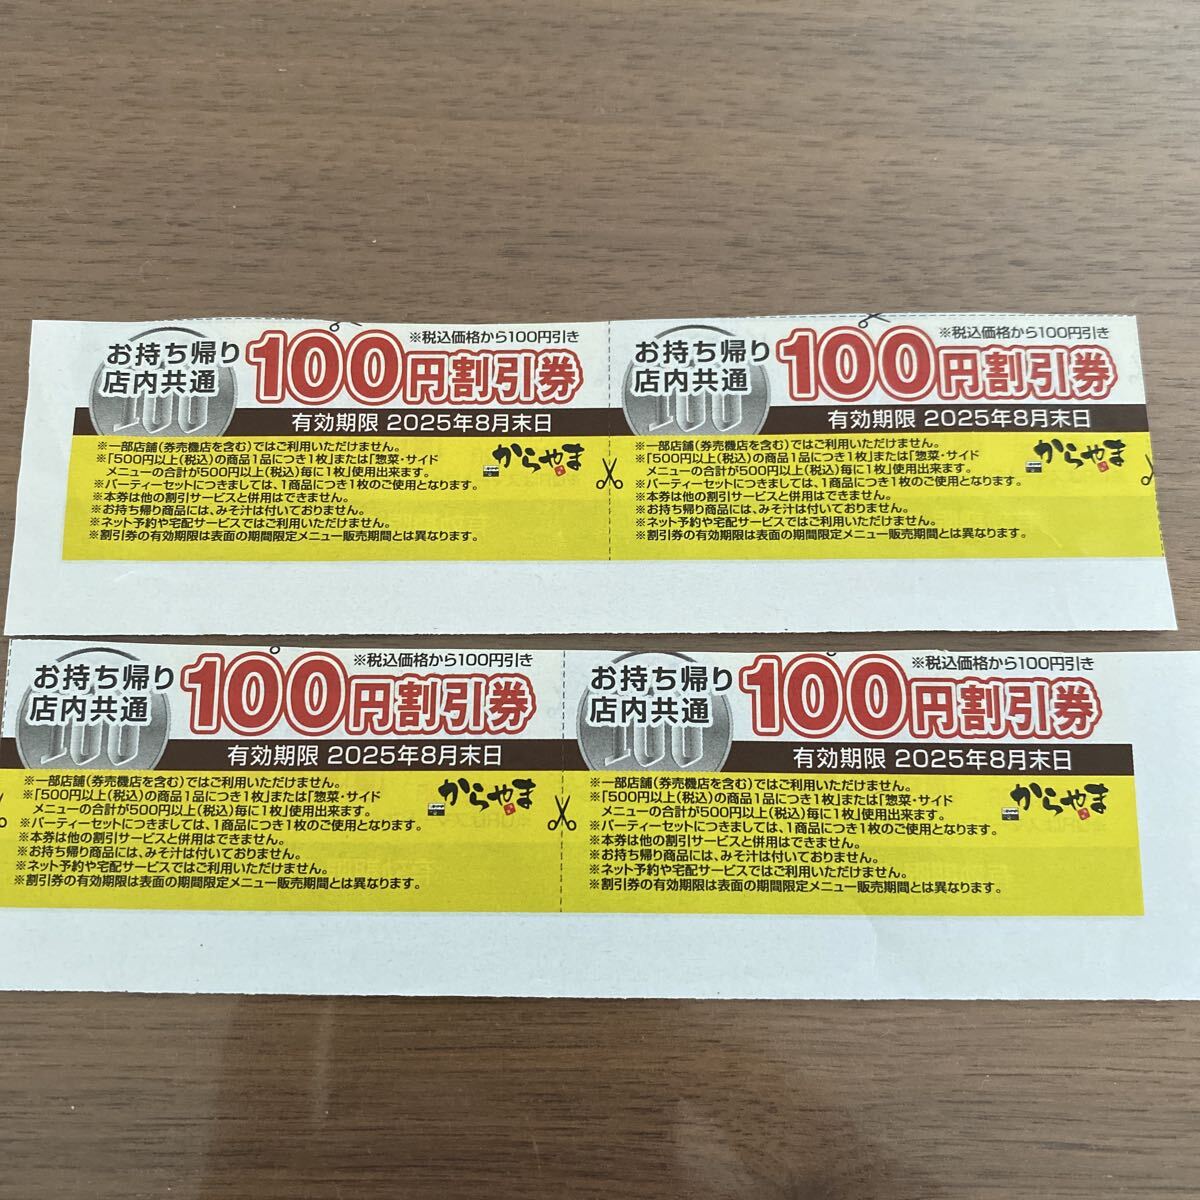 お持ち帰り
店内共通
100円割引券
※税込価格から100円引き
有効期限 2025年8月末日
※一部店舗(券売機店を含む)ではご利用いただけません。
※「500円以上(税込)の商品1品につき1枚」または「惣菜・サイド
メニューの合計が500円以上(税込)毎に1枚」使用出来ます。
※パーティーセットにつきましては、1商品につき1枚のご使用となります。
※本券は他の割引サービスと併用はできません。
※お持ち帰り商品には、みそ汁は付いておりません。
※ネット予約や宅配サービスではご利用いただけません。
※割引券の有効期限は表面の期間限定メニュー販売期間とは異なります。
からやま
お持ち帰り
店内共通
100円割引券
※税込価格から100円引き
有効期限 2025年8月末日
※一部店舗(券売機店を含む)ではご利用いただけません。
※「500円以上(税込)の商品1品につき1枚」または「惣菜・サイド
メニューの合計が500円以上(税込)毎に1枚」使用出来ます。
※パーティーセットにつきましては、1商品につき1枚のご使用となります。
※本券は他の割引サービスと併用はできません。
※お持ち帰り商品には、みそ汁は付いておりません。
※ネット予約や宅配サービスではご利用いただけません。
※割引券の有効期限は表面の期間限定メニュー販売期間とは異なります。
からやま
お持ち帰り
店内共通
100円割引券
※税込価格から100円引き
有効期限 2025年8月末日
※一部店舗(券売機店を含む)ではご利用いただけません。
※「500円以上(税込)の商品1品につき1枚」または「惣菜・サイド
メニューの合計が500円以上(税込)毎に1枚」使用出来ます。
※パーティーセットにつきましては、1商品につき1枚のご使用となります。
※本券は他の割引サービスと併用はできません。
※お持ち帰り商品には、みそ汁は付いておりません。
※ネット予約や宅配サービスではご利用いただけません。
※割引券の有効期限は表面の期間限定メニュー販売期間とは異なります。
からやま
お持ち帰り
店内共通
100円割引券
※税込価格から100円引き
有効期限 2025年8月末日
※一部店舗(券売機店を含む)ではご利用いただけません。
※「500円以上(税込)の商品1品につき1枚」または「惣菜・サイド
メニューの合計が500円以上(税込)毎に1枚」使用出来ます。
※パーティーセットにつきましては、1商品につき1枚のご使用となります。
※本券は他の割引サービスと併用はできません。
※お持ち帰り商品には、みそ汁は付いておりません。
※ネット予約や宅配サービスではご利用いただけません。
※割引券の有効期限は表面の期間限定メニュー販売期間とは異なります。
からやま